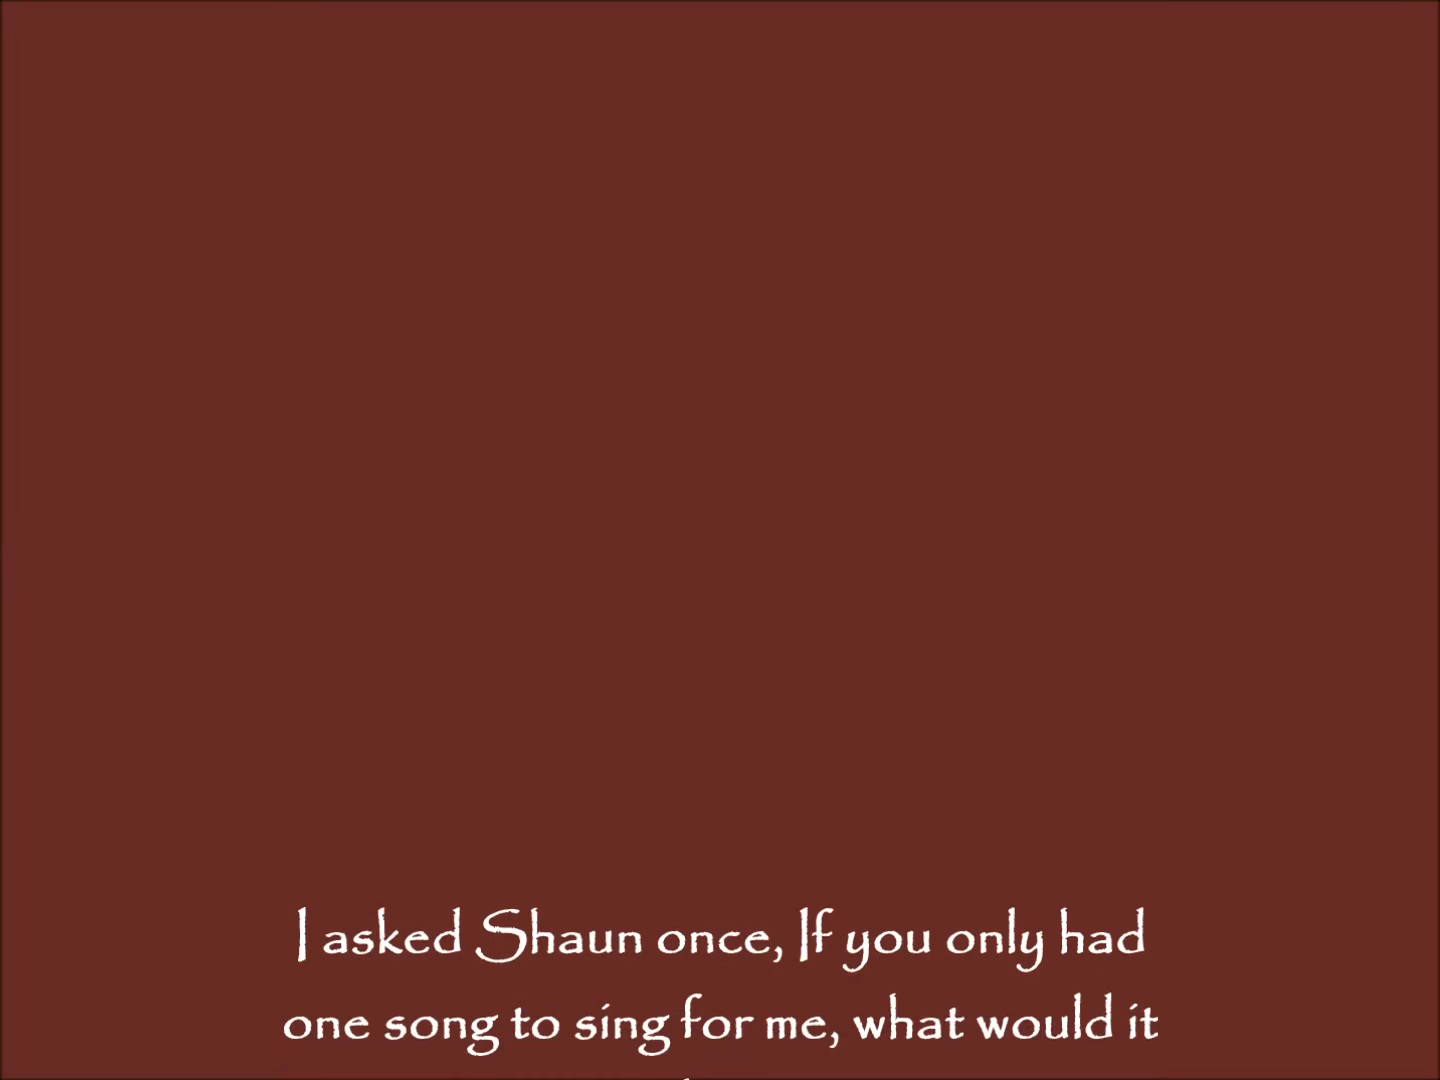 I asked Shaun once, If you only had
one song to sing for me, what would it